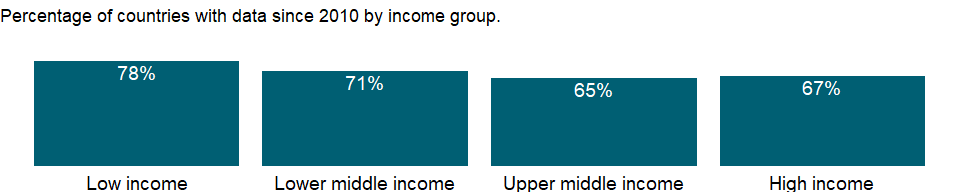 Percentage of countries with data since 2010 by income group.
78%
71%
65%
67%
Low income
Lower middle income
Upper middle income
High income